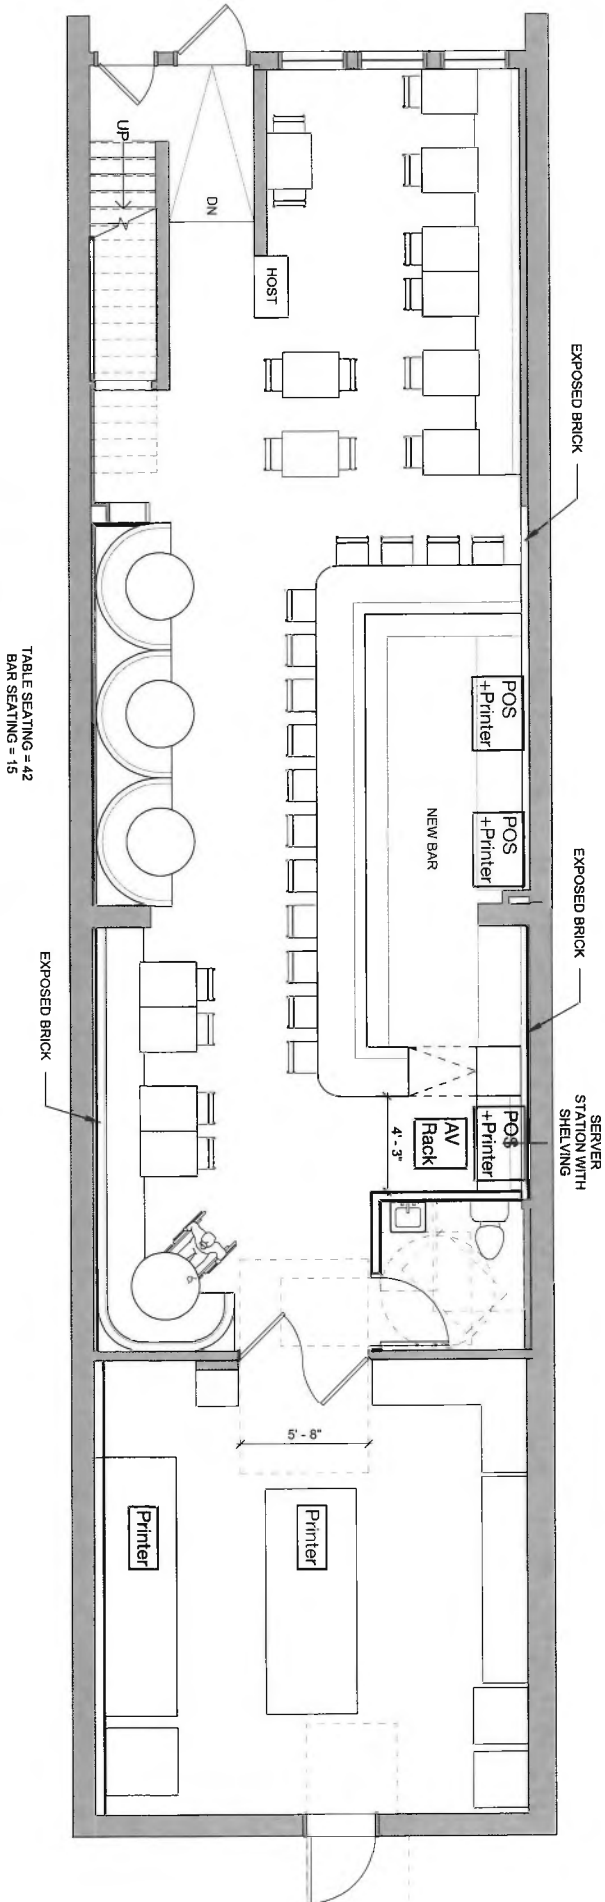 UP
DN
HOST
EXPOSED BRICK
POS
+Printer
POS
+Printer
NEW BAR
TABLE SEATING = 42
BAR SEATING = 15
EXPOSED BRICK
EXPOSED BRICK
SERVER
STATION WITH
SHELVING
POS
+Printer
AV
Rack
4' - 3"
5' - 8"
Printer
Printer